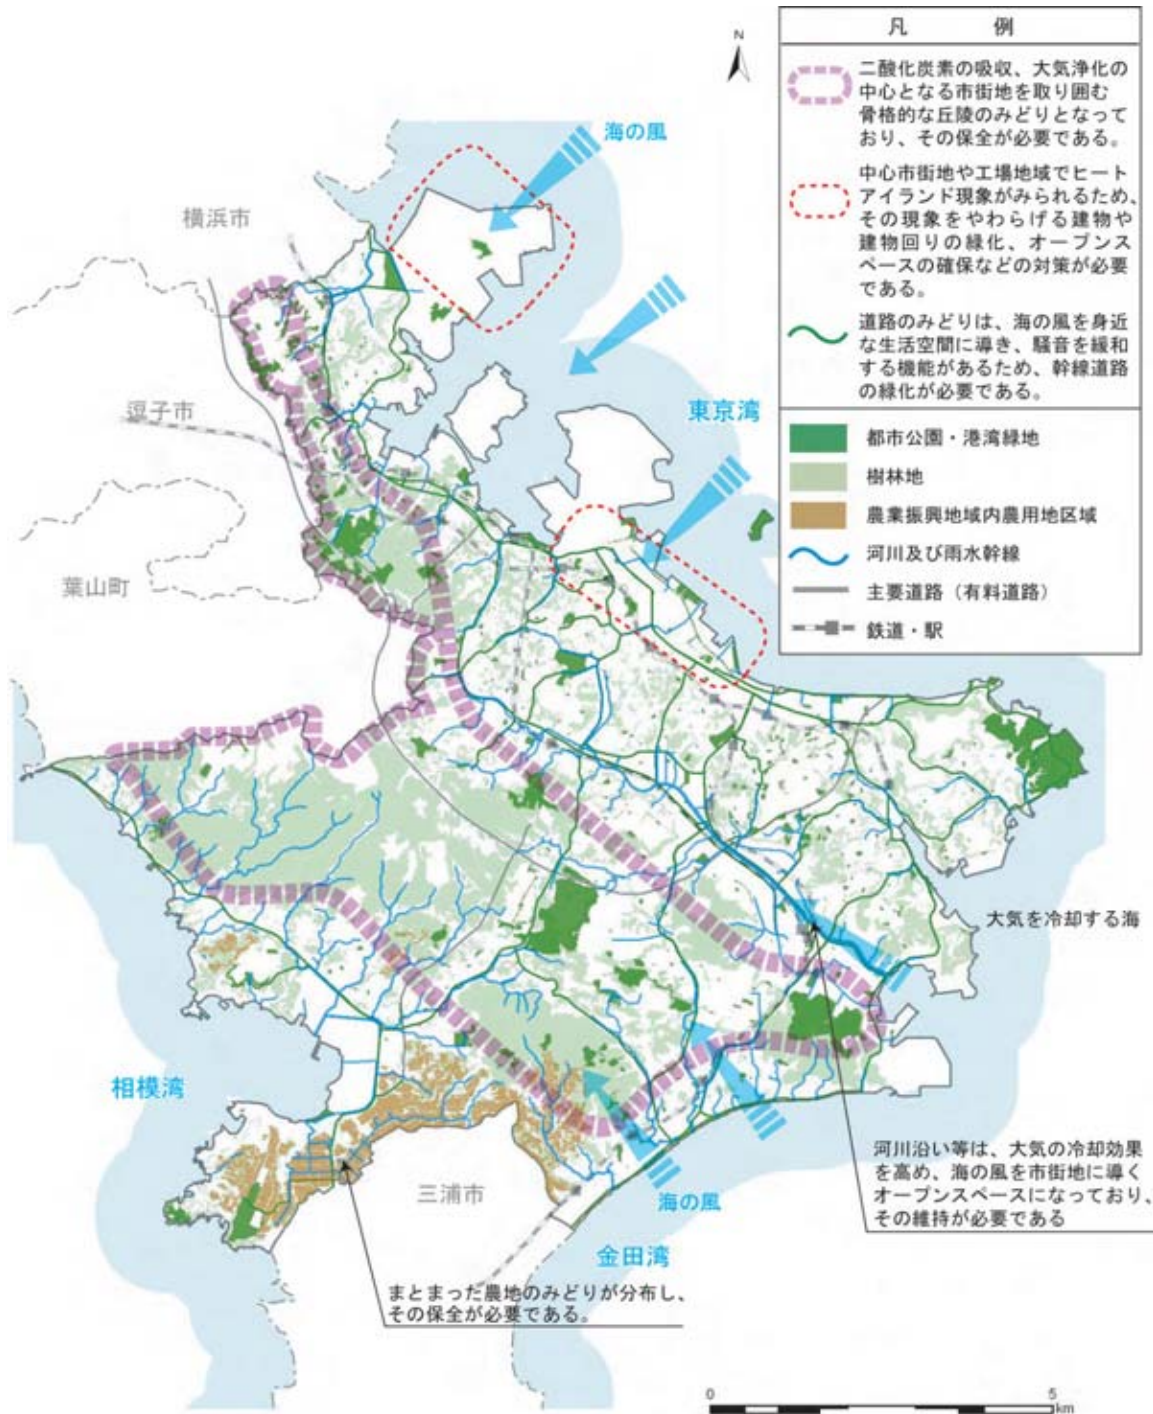 凡 例
二酸化炭素の吸収、大気浄化の
中心となる市街地を取り囲む
骨格的な丘陵のみどりとなって
おり、その保全が必要である。
中心市街地や工場地域でヒート
アイランド現象がみられるため、
その現象をやわらげる建物や
建物回りの緑化、オープンス
ペースの確保などの対策が必要
である。
道路のみどりは、海の風を身近
な生活空間に導き、騒音を緩和
する機能があるため、幹線道路
の緑化が必要である。
都市公園・港湾緑地
樹林地
農業振興地域内農用地区域
河川及び雨水幹線
主要道路（有料道路）
鉄道・駅
N
海の風
横浜市
逗子市
東京湾
葉山町
大気を冷却する海
相模湾
河川沿い等は、大気の冷却効果
を高め、海の風を市街地に導く
オープンスペースになっており、
その維持が必要である
三浦市
海の風
金田湾
まとまった農地のみどりが分布し、
その保全が必要である。
0 5
km